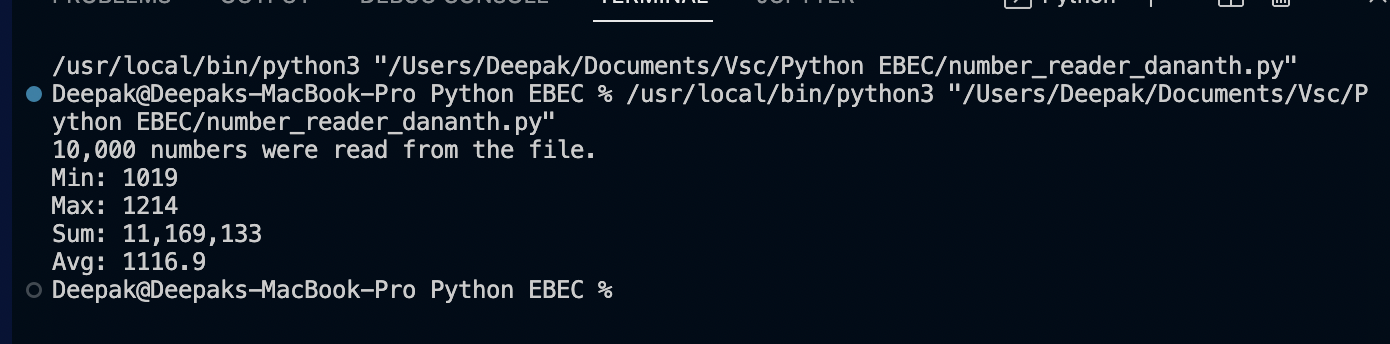 PROBLEMS OUTPUT DEBUG CONSOLE TERMINAL JUPYTER Python
/usr/local/bin/python3 "/Users/Deepak/Documents/Vsc/Python EBEC/number_reader_dananth.py"
Deepak@Deepaks-MacBook-Pro Python EBEC % /usr/local/bin/python3 "/Users/Deepak/Documents/Vsc/P
ython EBEC/number_reader_dananth.py"
10,000 numbers were read from the file.
Min: 1019
Max: 1214
Sum: 11,169,133
Avg: 1116.9
Deepak@Deepaks-MacBook-Pro Python EBEC %